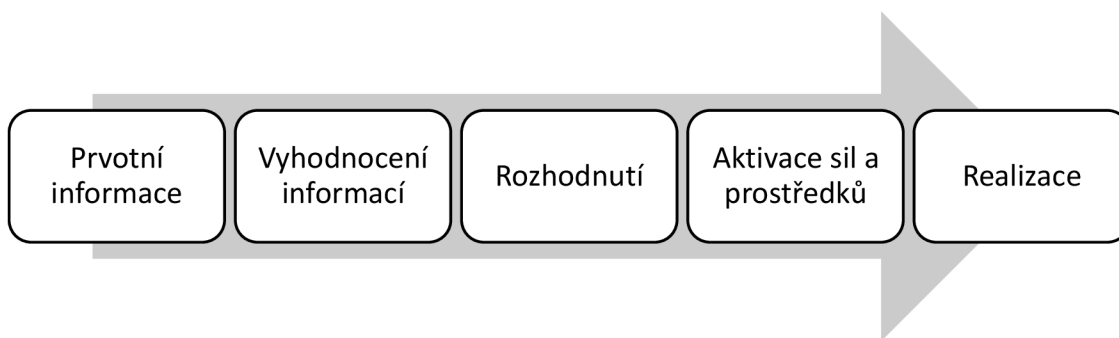 Prvotní
informace
Vyhodnocení
informací
Rozhodnutí
Aktivace sil a
prostředků
Realizace